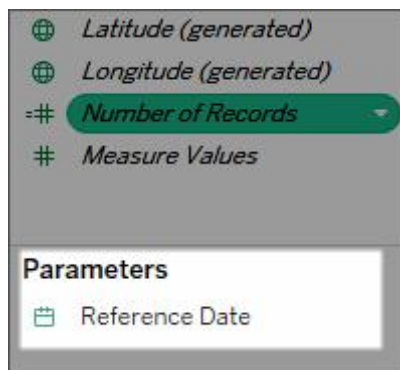 Latitude (generated)
Longitude (generated)
=# Number of Records
# Measure Values
Parameters
Reference Date